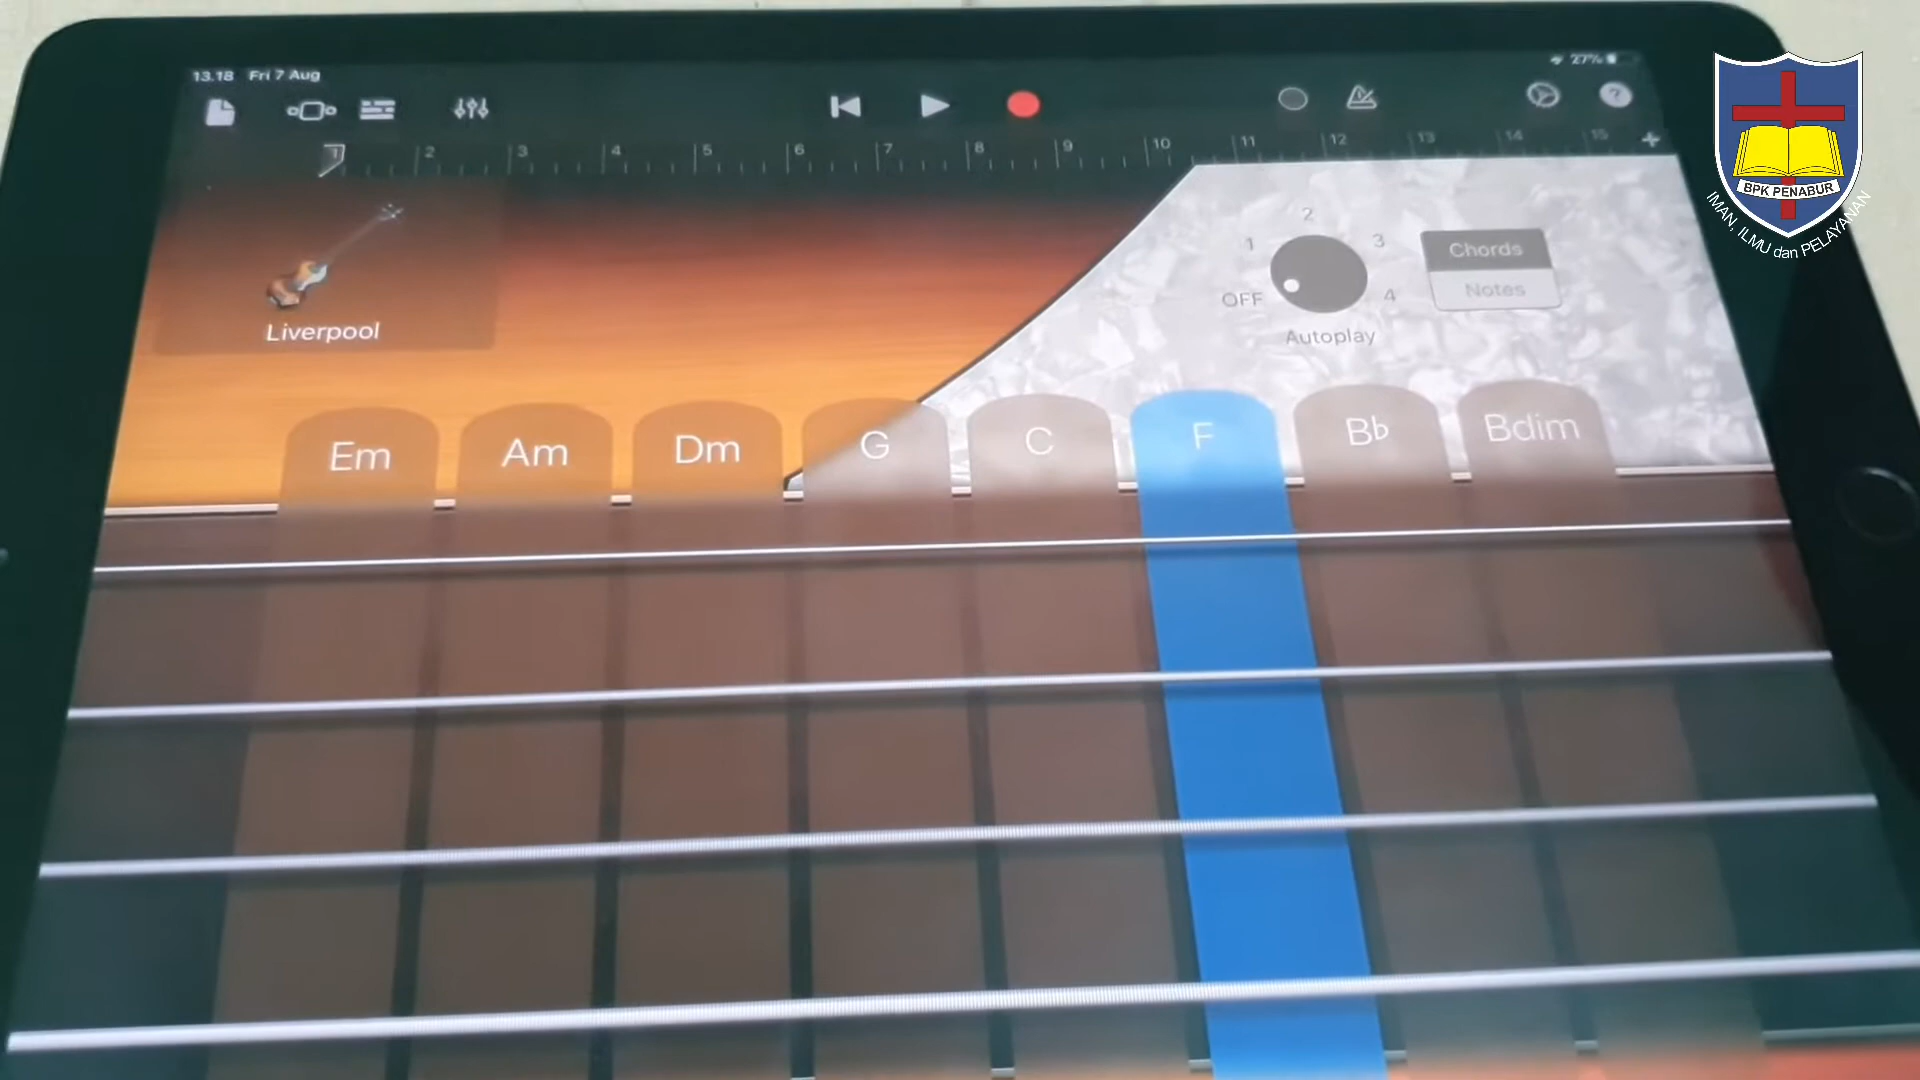 13.18 Fri 7 Aug
27%
1 2 3 4 5 6 7 8 9 10 11 12 13 14 15
Liverpool
OFF 1 2 3 4
Autoplay
Chords
Notes
Em Am Dm G C F B♭ Bdim
BPK PENABUR
IMAN, ILMU dan PELAYANAN